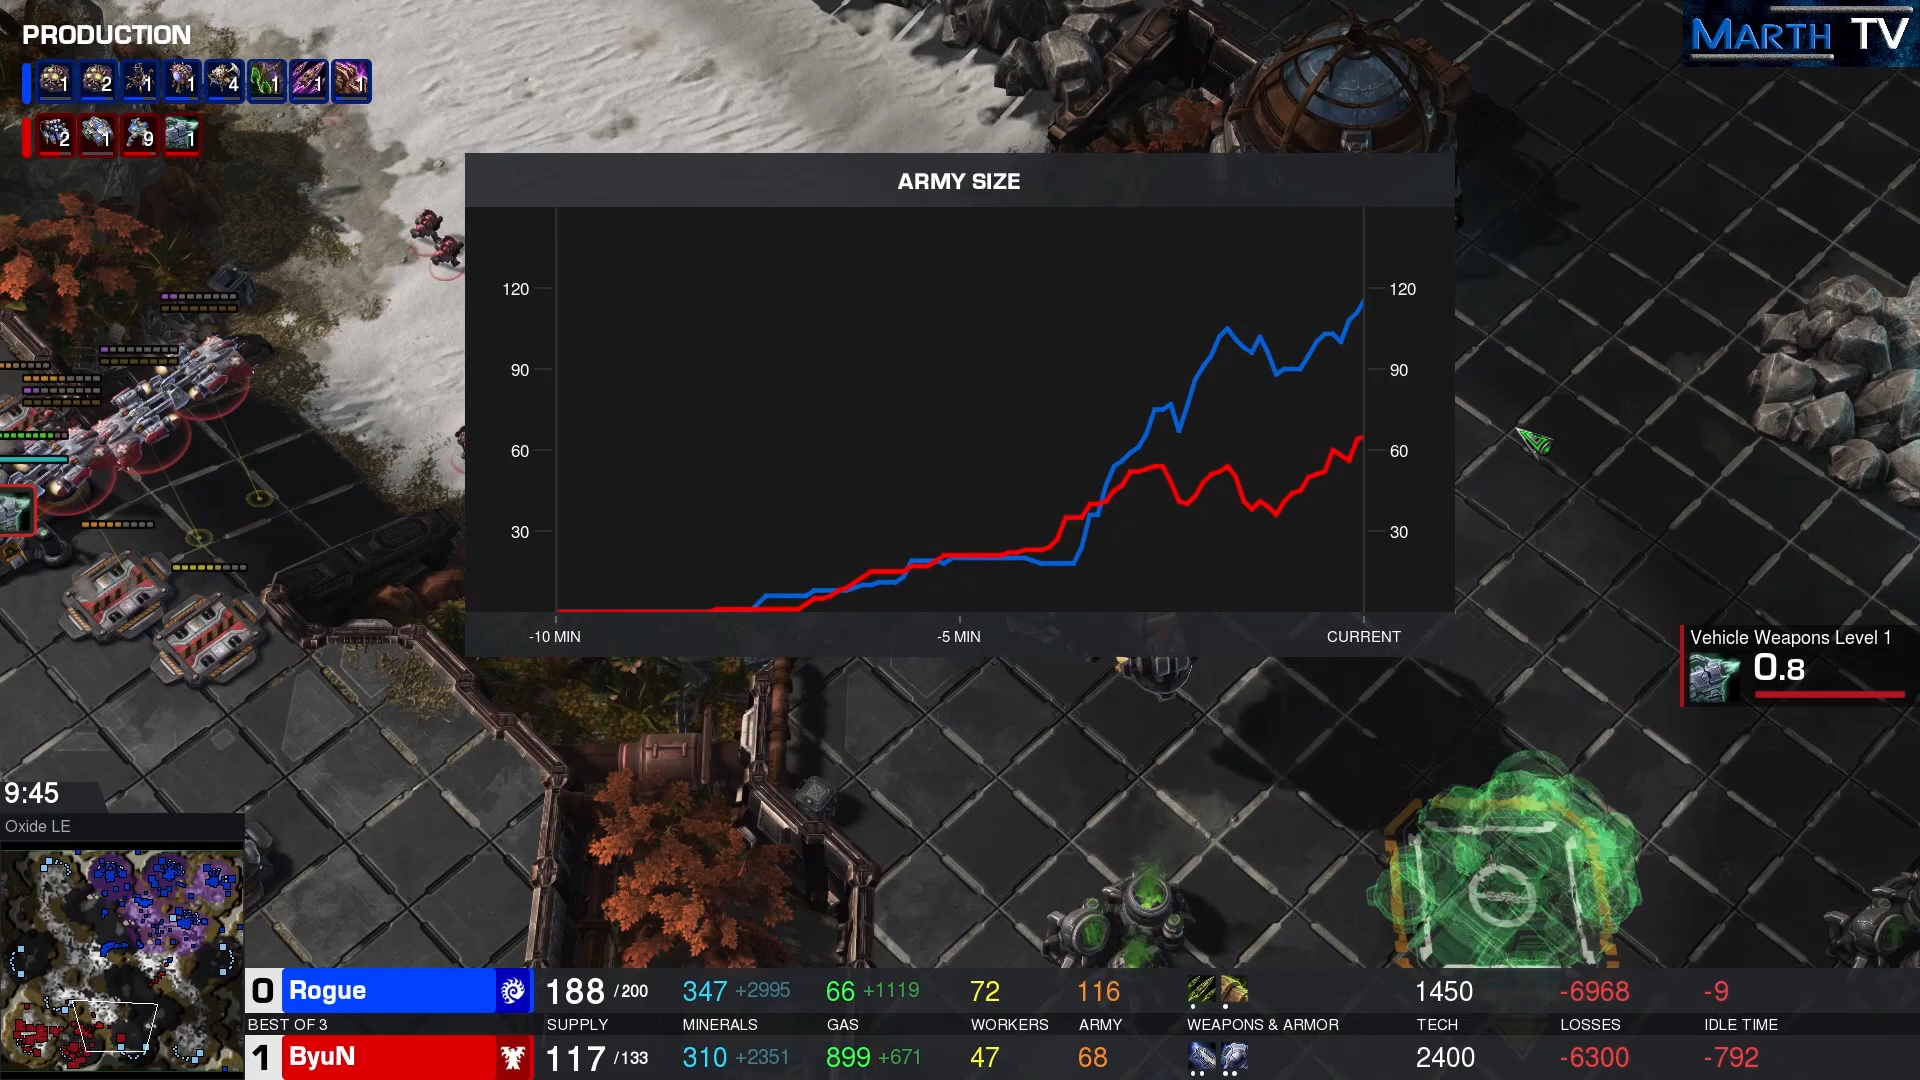 PRODUCTION
1 2 1 1 4 1 1 1
2 1 9 1
MARTH TV
ARMY SIZE
120 120
90 90
60 60
30 30
-10 MIN -5 MIN CURRENT
Vehicle Weapons Level 1
0.8
9:45
Oxide LE
0 Rogue 188 /200 347 +2995 66 +1119 72 116 1450 -6968 -9
BEST OF 3 SUPPLY MINERALS GAS WORKERS ARMY WEAPONS & ARMOR TECH LOSSES IDLE TIME
1 ByuN 117 /133 310 +2351 899 +671 47 68 2400 -6300 -792